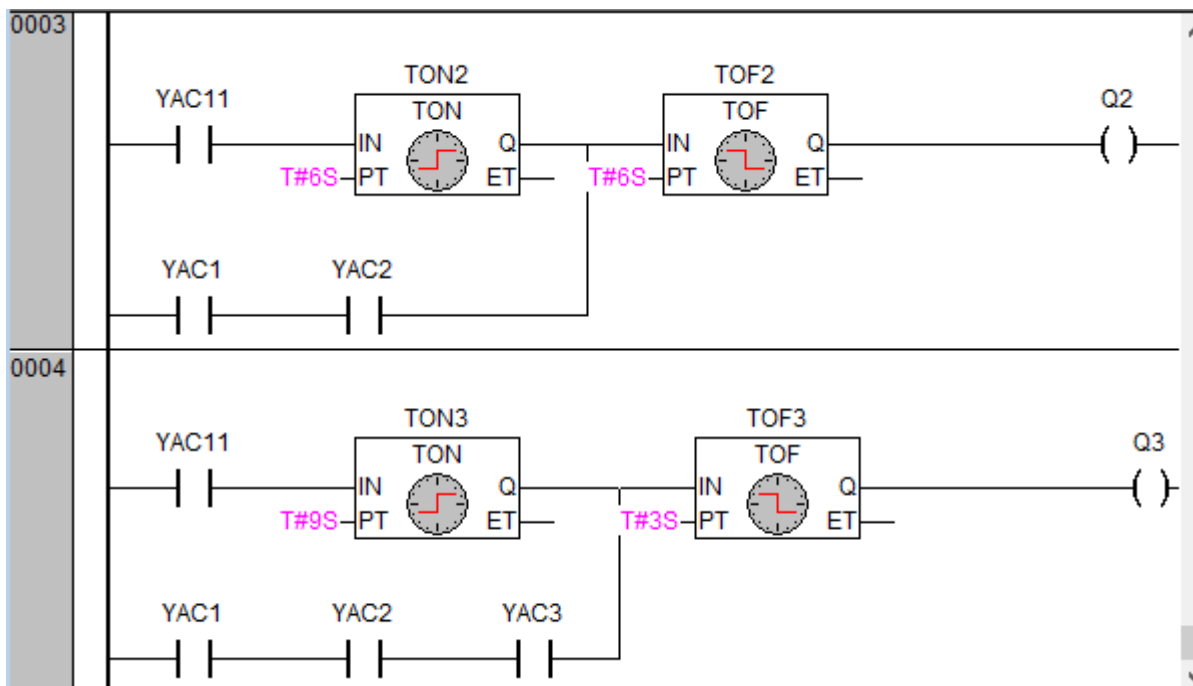 0003
TON2 TOF2
YAC11 TON TOF Q2
IN Q IN Q
T#6S PT ET T#6S PT ET
YAC1 YAC2
0004
TON3 TOF3
YAC11 TON TOF Q3
IN Q IN Q
T#9S PT ET T#3S PT ET
YAC1 YAC2 YAC3